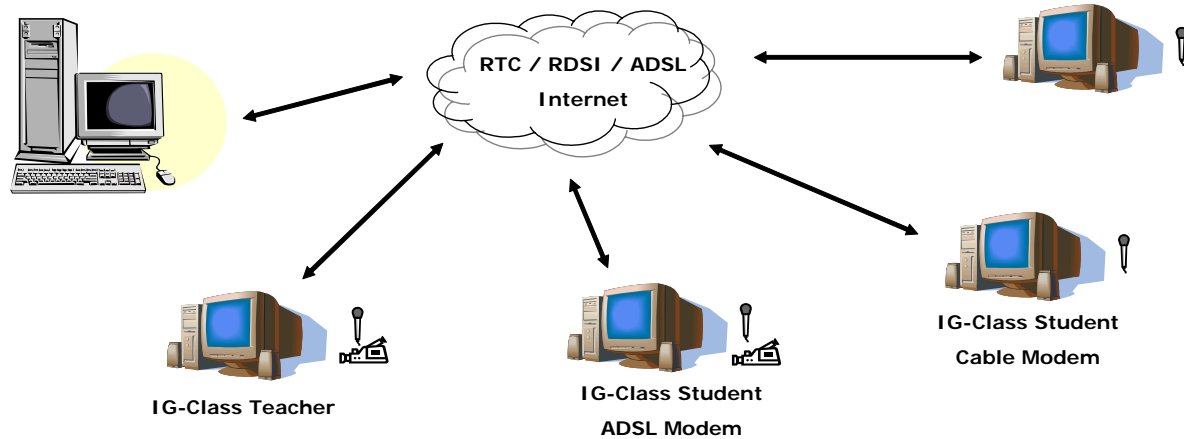 RTC / RDSI / ADSL
Internet
IG-Class Student
Cable Modem
IG-Class Teacher
IG-Class Student
ADSL Modem